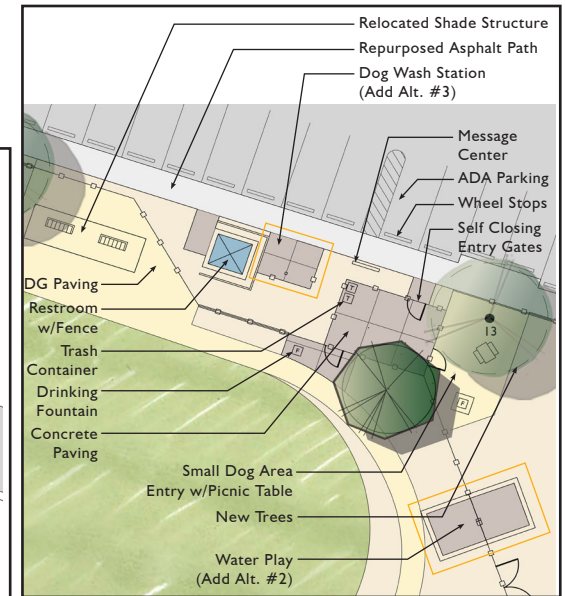 Relocated Shade Structure
Repurposed Asphalt Path
Dog Wash Station
(Add Alt. #3)
Message
Center
ADA Parking
Wheel Stops
Self Closing
Entry Gates
DG Paving
Restroom
w/Fence
Trash
Container
Drinking
Fountain
Concrete
Paving
Small Dog Area
Entry w/Picnic Table
New Trees
Water Play
(Add Alt. #2)
T
T
F
13
F